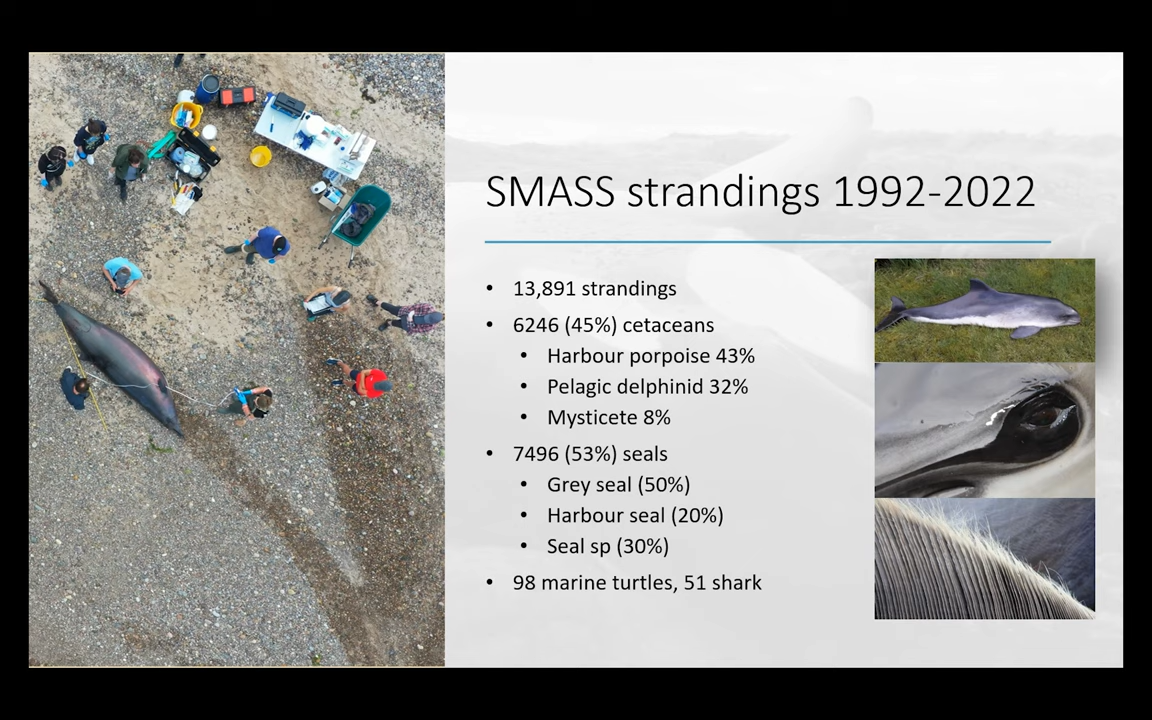 SMASS strandings 1992-2022
• 13,891 strandings
• 6246 (45%) cetaceans
• Harbour porpoise 43%
• Pelagic delphinid 32%
• Mysticete 8%
• 7496 (53%) seals
• Grey seal (50%)
• Harbour seal (20%)
• Seal sp (30%)
• 98 marine turtles, 51 shark